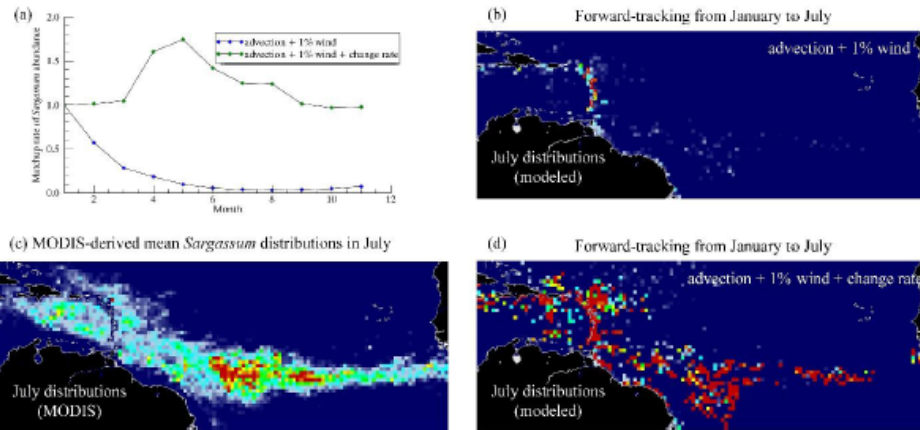 (a)
2.0
1.5
1.0
0.5
0.0
Matchup rate of Sargassum abundance
advection + 1% wind
advection + 1% wind + change rate
2 4 6 8 10 12
Month
(b) Forward-tracking from January to July
advection + 1% wind
July distributions
(modeled)
(c) MODIS-derived mean Sargassum distributions in July
July distributions
(MODIS)
(d) Forward-tracking from January to July
advection + 1% wind + change rate
July distributions
(modeled)